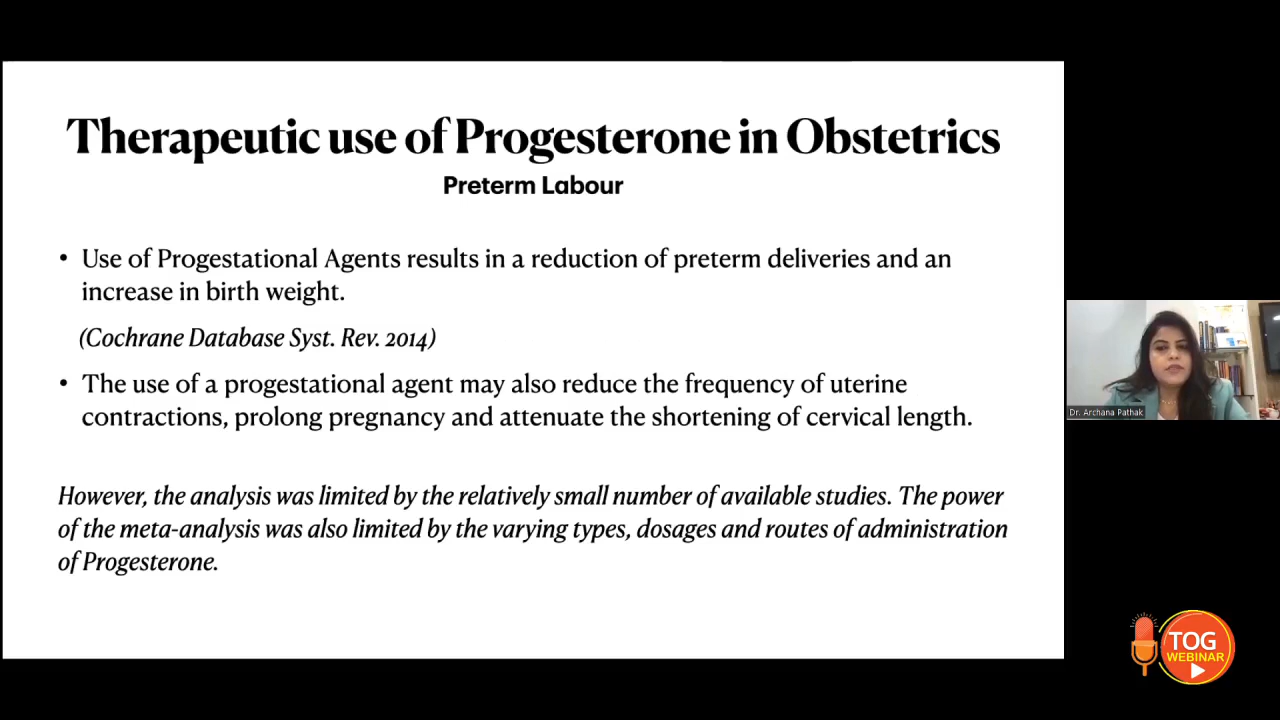 Therapeutic use of Progesterone in Obstetrics
Preterm Labour
• Use of Progestational Agents results in a reduction of preterm deliveries and an
increase in birth weight.
(Cochrane Database Syst. Rev. 2014)
• The use of a progestational agent may also reduce the frequency of uterine
contractions, prolong pregnancy and attenuate the shortening of cervical length.
However, the analysis was limited by the relatively small number of available studies. The power
of the meta-analysis was also limited by the varying types, dosages and routes of administration
of Progesterone.
Dr. Archana Pathak
TOG
WEBINAR